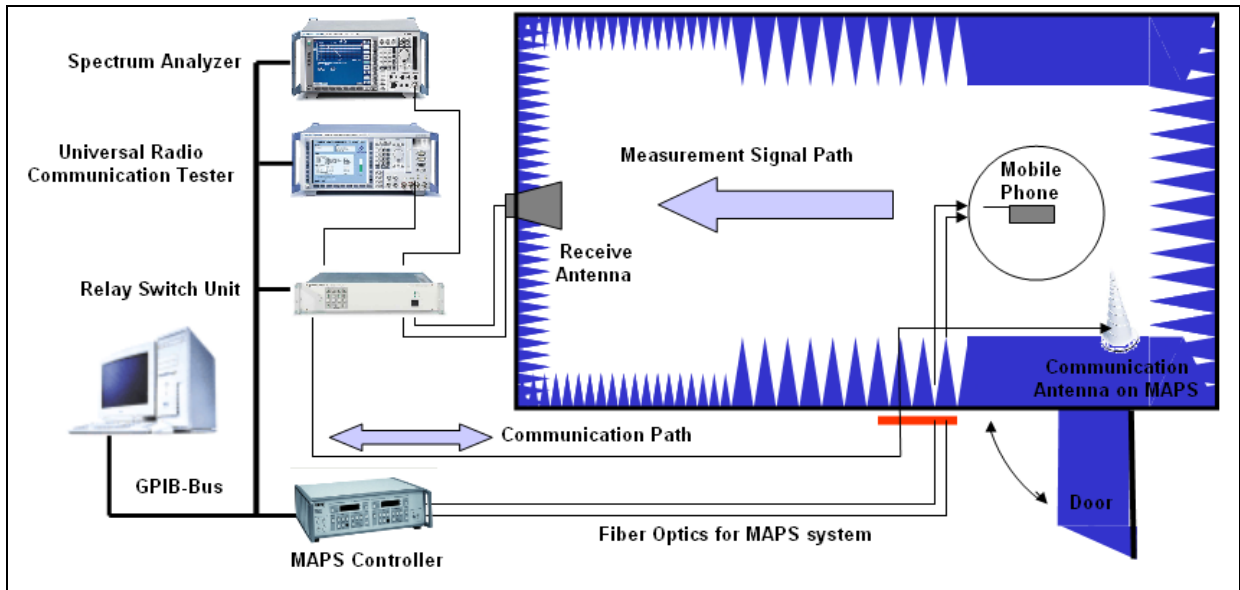 Spectrum Analyzer
Universal Radio
Communication Tester
Relay Switch Unit
GPIB-Bus
MAPS Controller
Measurement Signal Path
Receive
Antenna
Mobile
Phone
Communication
Antenna on MAPS
Communication Path
Fiber Optics for MAPS system
Door